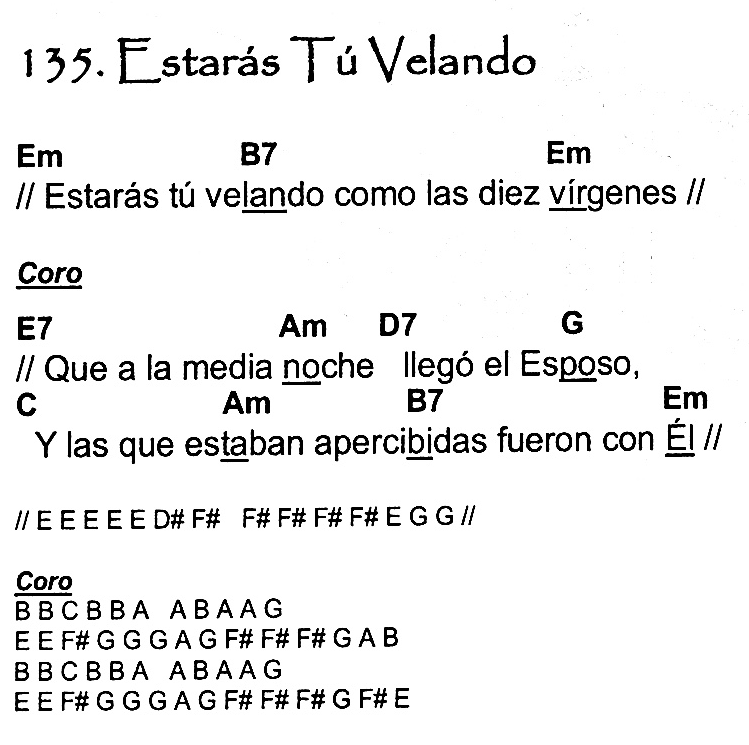 135. Estarás Tú Velando
Em B7 Em
// Estarás tú velando como las diez vírgenes //
Coro
E7 Am D7 G
// Que a la media noche llegó el Esposo,
C Am B7 Em
Y las que estaban apercibidas fueron con Él //
// E E E E E D# F# F# F# F# F# E G G //
Coro
B B C B B A A B A A G
E E F# G G G A G F# F# F# G A B
B B C B B A A B A A G
E E F# G G G A G F# F# F# G F# E